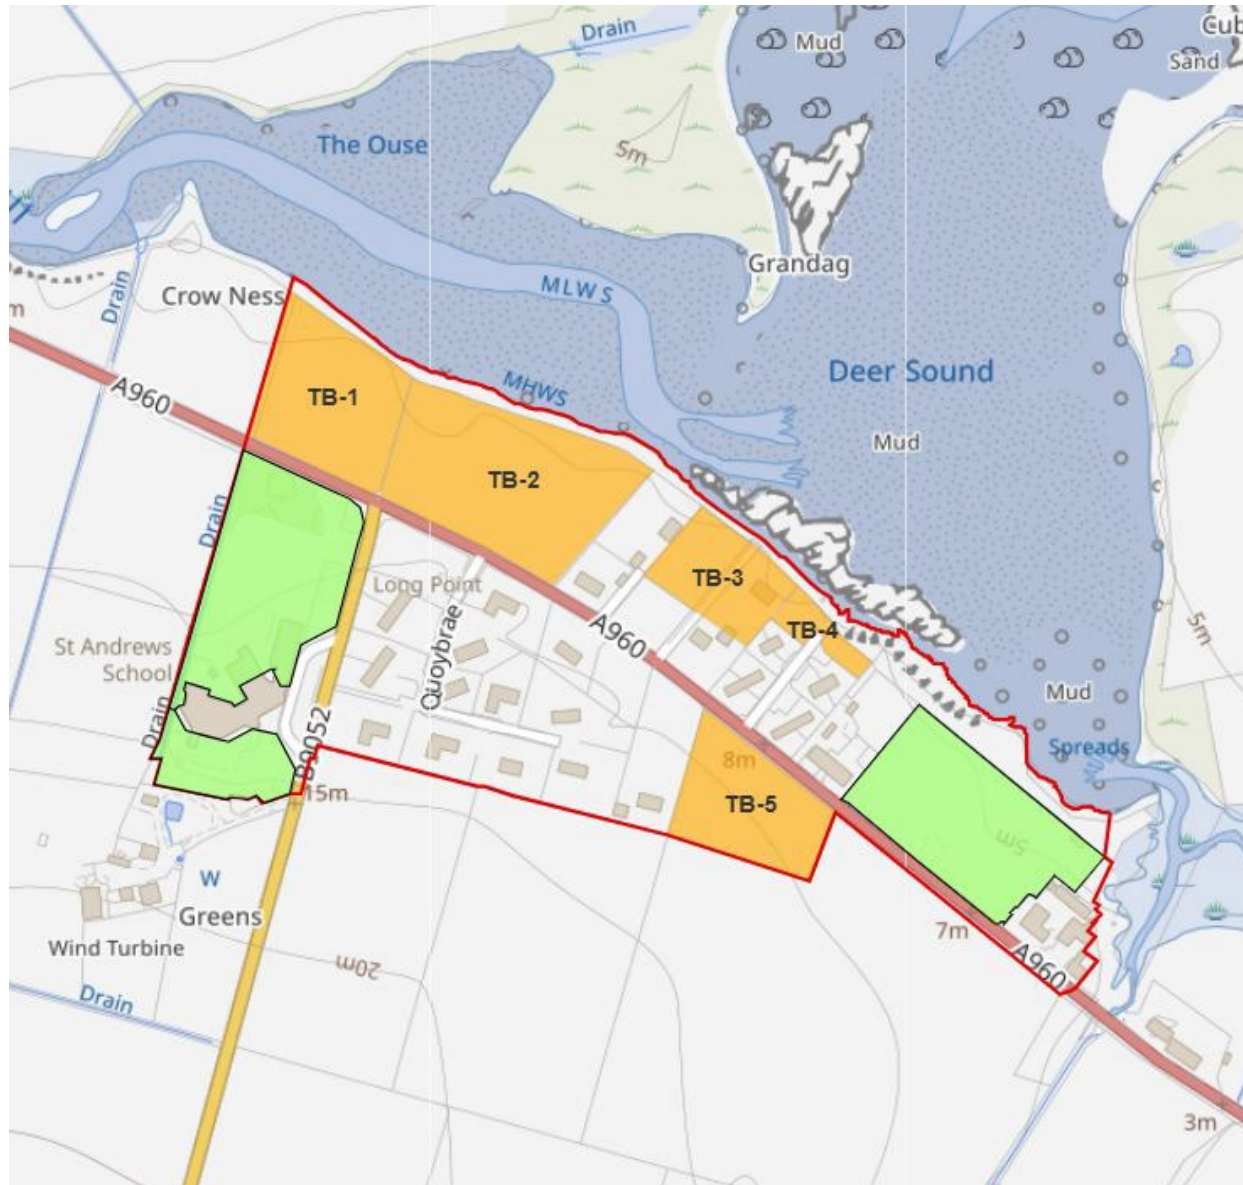 Drain
Mud
Cub
Sand
The Ouse
5m
Grandag
Crow Ness
Drain
MLWS
m
Deer Sound
A960
MHWS
TB-1
Mud
TB-2
Drain
Long Point
TB-3
A960
TB-4
5m
St Andrews
School
Quoybrae
Mud
Drain
B9052
Spreads
8m
15m
TB-5
5m
W
Greens
7m
Wind Turbine
A960
20m
Drain
3m